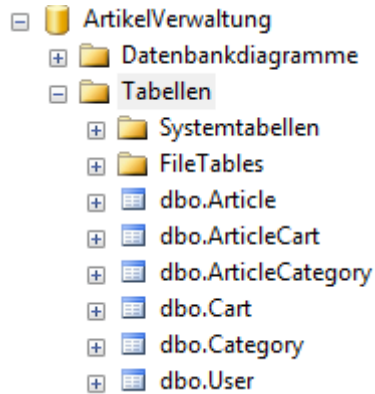 ArtikelVerwaltung
Datenbankdiagramme
Tabellen
Systemtabellen
FileTables
dbo.Article
dbo.ArticleCart
dbo.ArticleCategory
dbo.Cart
dbo.Category
dbo.User